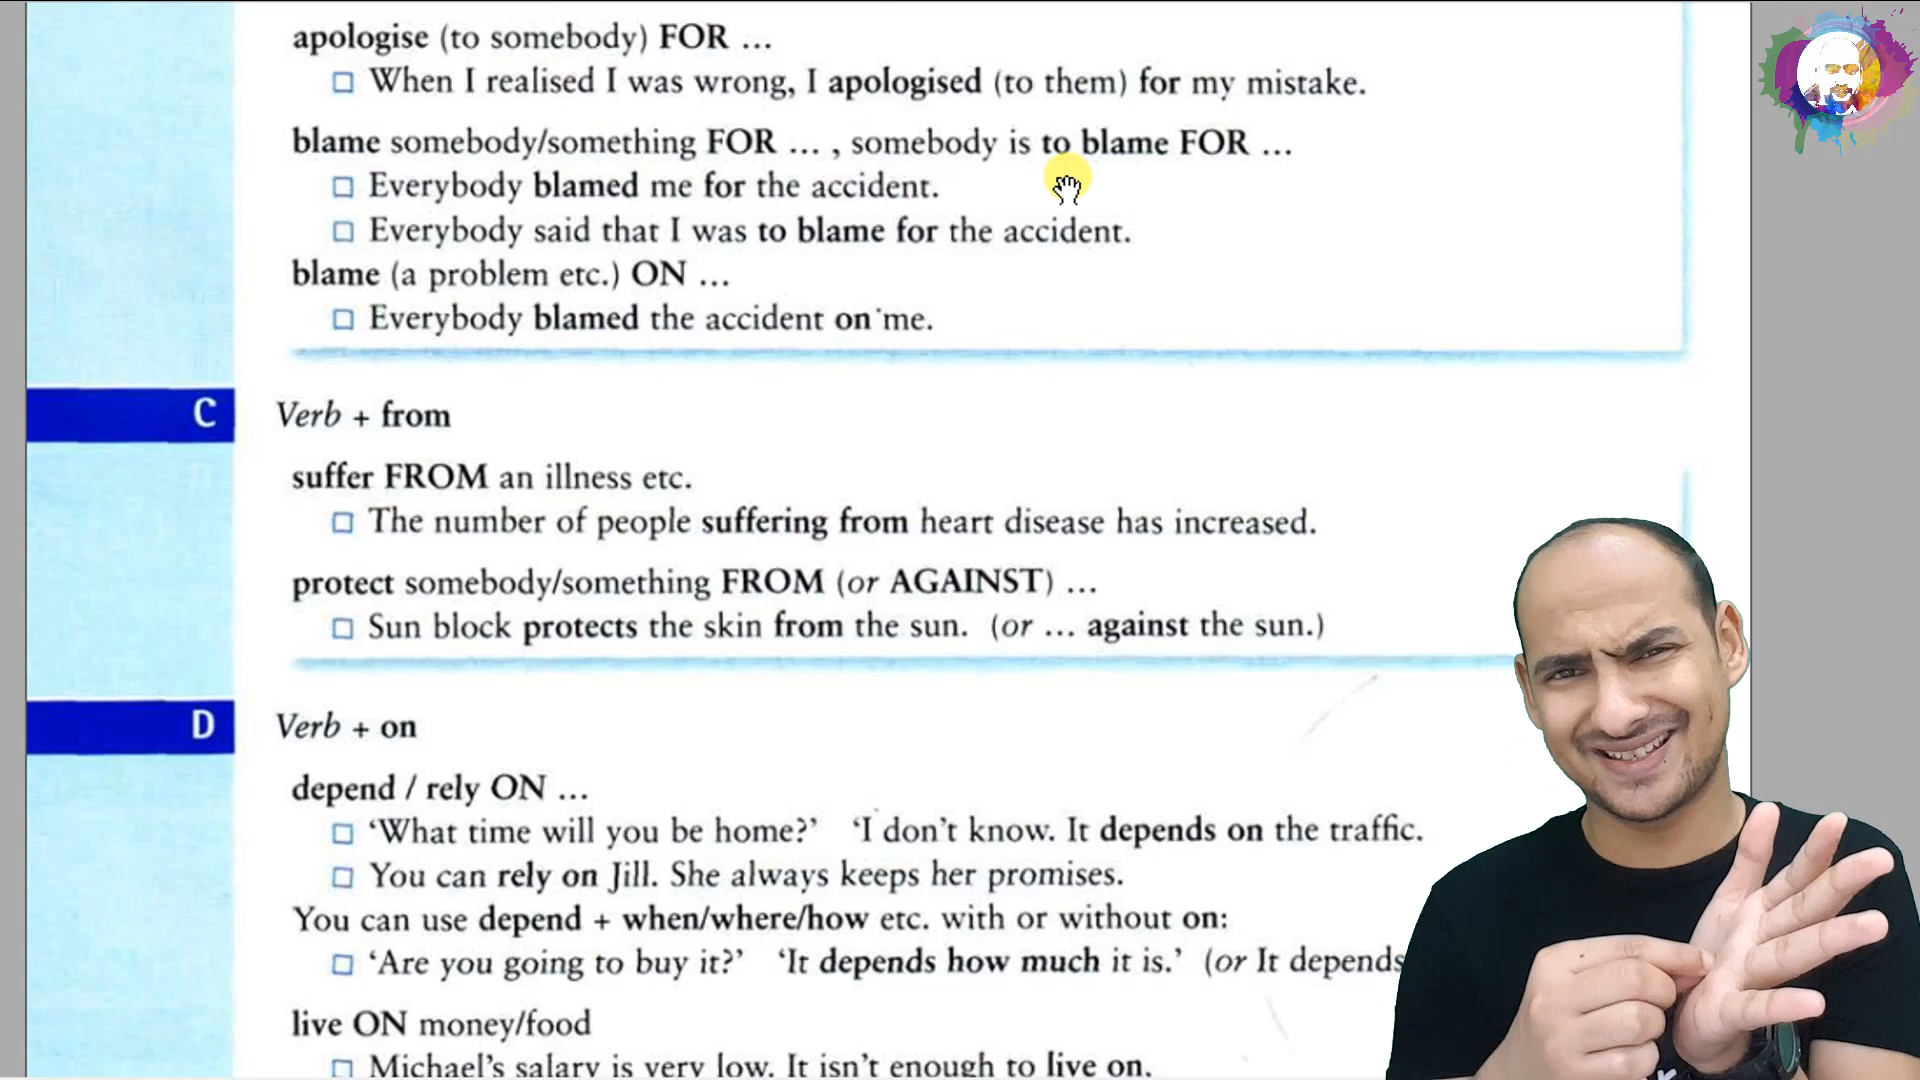 apologise (to somebody) FOR ...
When I realised I was wrong, I apologised (to them) for my mistake.
blame somebody/something FOR ... , somebody is to blame FOR ...
Everybody blamed me for the accident.
Everybody said that I was to blame for the accident.
blame (a problem etc.) ON ...
Everybody blamed the accident on me.
C
Verb + from
suffer FROM an illness etc.
The number of people suffering from heart disease has increased.
protect somebody/something FROM (or AGAINST) ...
Sun block protects the skin from the sun. (or ... against the sun.)
D
Verb + on
depend / rely ON ...
‘What time will you be home?’ ‘I don’t know. It depends on the traffic.
You can rely on Jill. She always keeps her promises.
You can use depend + when/where/how etc. with or without on:
‘Are you going to buy it?’ ‘It depends how much it is.’ (or It depends
live ON money/food
Michael’s salary is very low. It isn’t enough to live on.